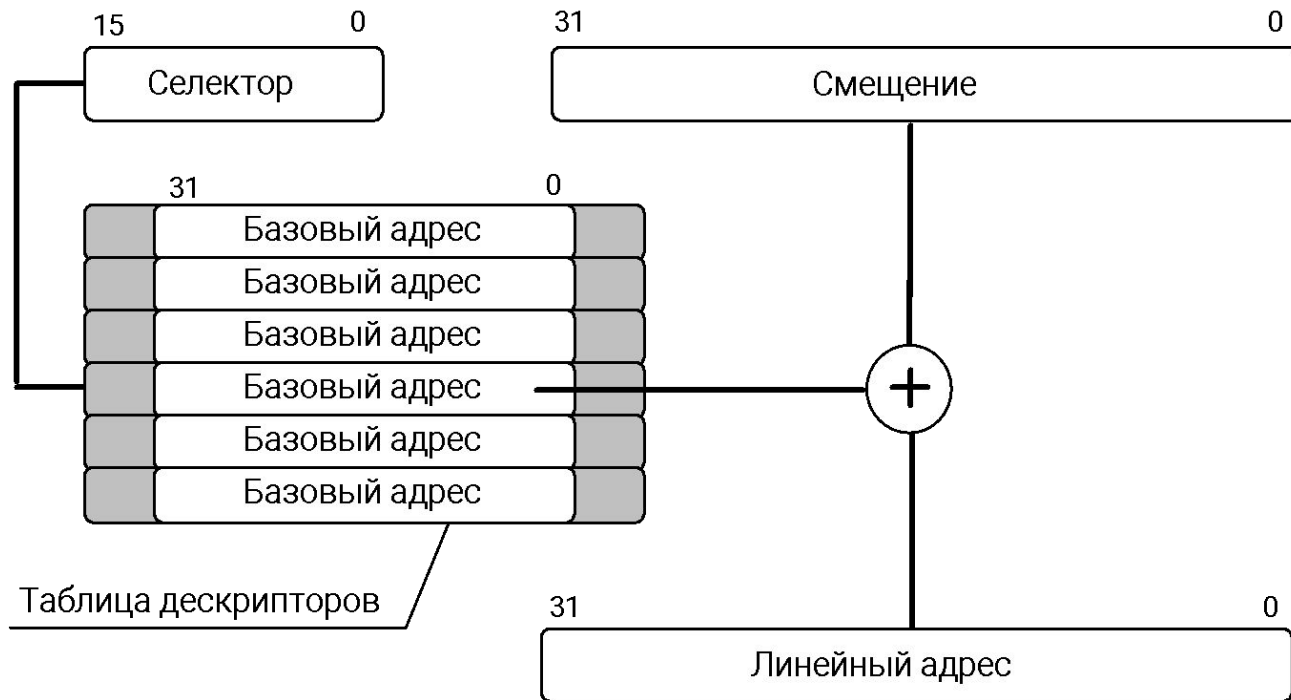 15 0 31 0
Селектор Смещение
31 0
Базовый адрес
Базовый адрес
Базовый адрес
Базовый адрес
+
Базовый адрес
Базовый адрес
Таблица дескрипторов
31 0
Линейный адрес